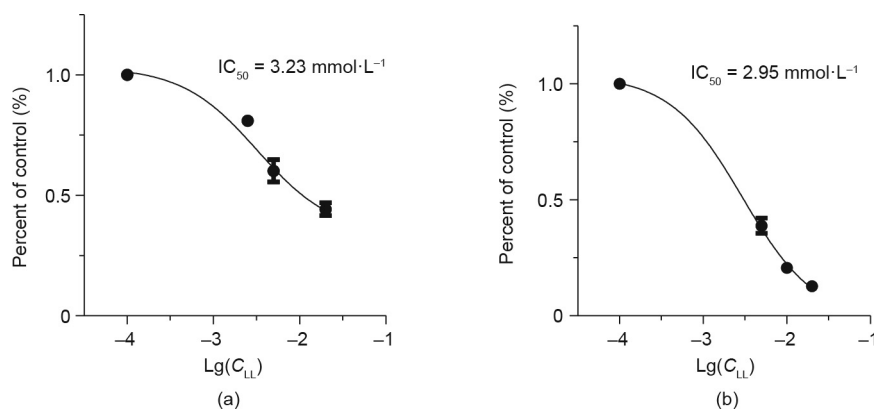 IC50 = 3.23 mmol·L−1
1.0
0.5
0
Percent of control (%)
−4
−3
−2
−1
Lg(CLL)
(a)
IC50 = 2.95 mmol·L−1
1.0
0.5
0
Percent of control (%)
−4
−3
−2
−1
Lg(CLL)
(b)